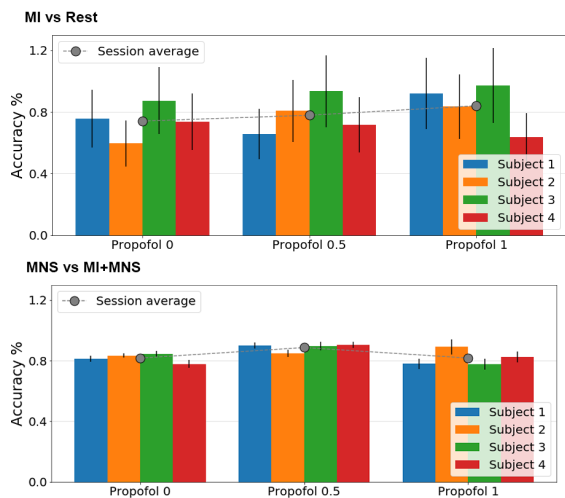 MI vs Rest
Accuracy %
1.2
0.8
0.4
0.0
Session average
Subject 1
Subject 2
Subject 3
Subject 4
Propofol 0
Propofol 0.5
Propofol 1
MNS vs MI+MNS
Accuracy %
1.2
0.8
0.4
0.0
Session average
Subject 1
Subject 2
Subject 3
Subject 4
Propofol 0
Propofol 0.5
Propofol 1